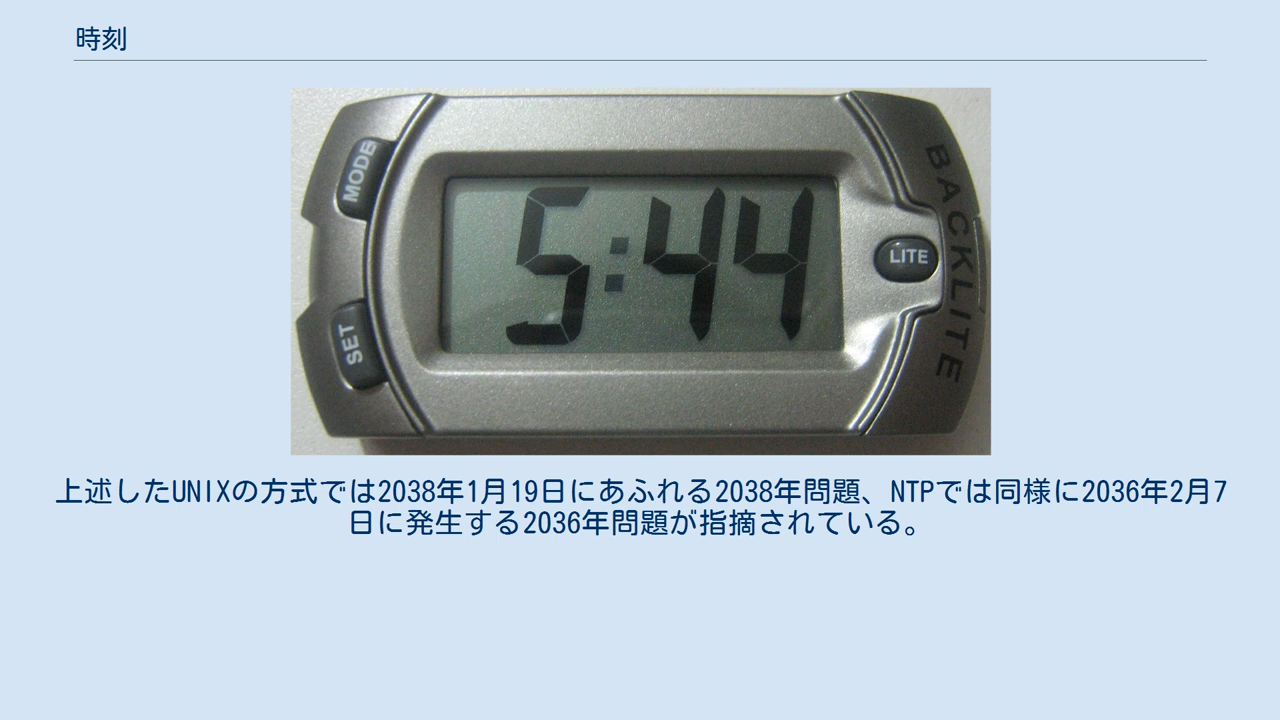 時刻
MODE
BACKLITE
5:44
LITE
SET
上述したUNIXの方式では2038年1月19日にあふれる2038年問題、NTPでは同様に2036年2月7
日に発生する2036年問題が指摘されている。